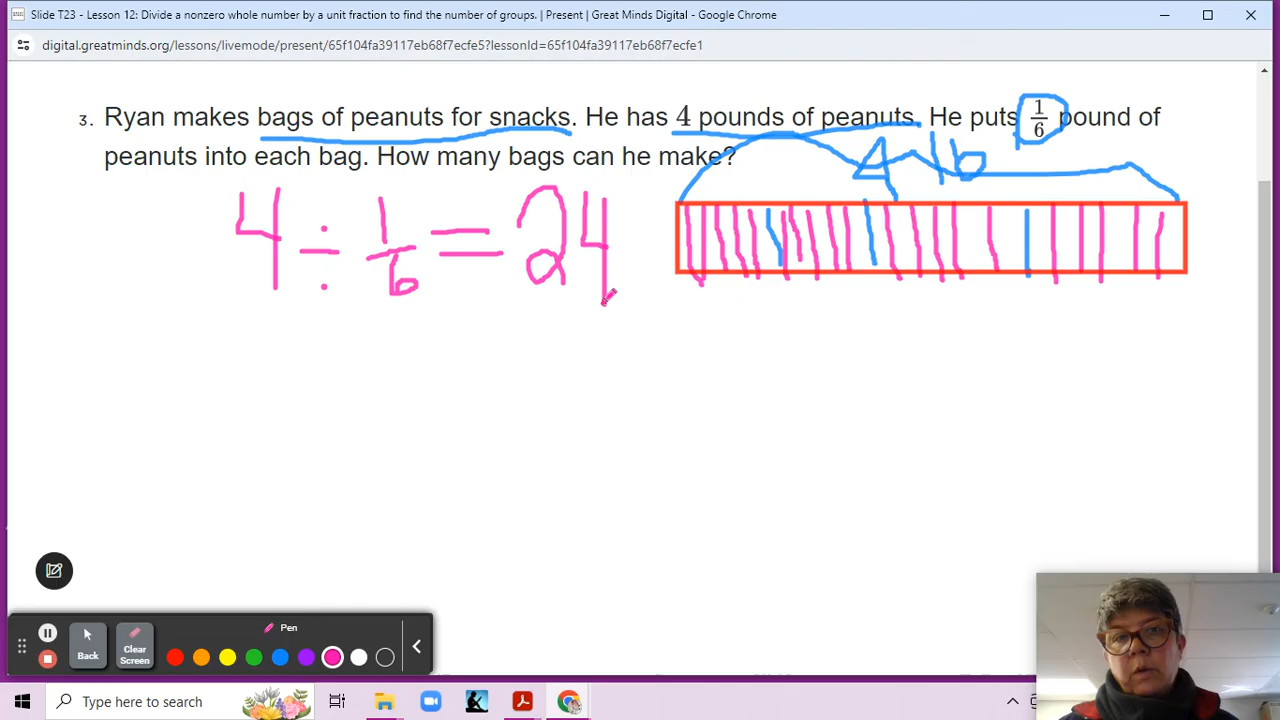 Slide T23 - Lesson 12: Divide a nonzero whole number by a unit fraction to find the number of groups. | Present | Great Minds Digital - Google Chrome
digital.greatminds.org/lessons/livemode/present/65f104fa39117eb68f7ecfe5?lessonId=65f104fa39117eb68f7ecfe1
3. Ryan makes bags of peanuts for snacks. He has 4 pounds of peanuts. He puts 1/6 pound of
peanuts into each bag. How many bags can he make?
4 lb
4 ÷ 1/6 = 24
Pen
Back
Clear
Screen
Type here to search